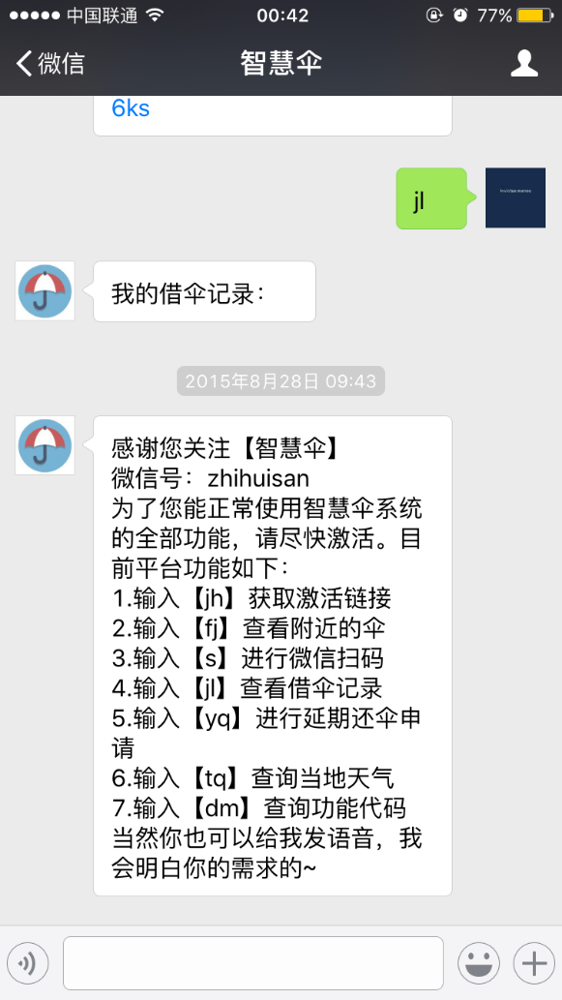 中国联通
00:42
77%
微信
智慧伞
6ks
jl
我的借伞记录：
2015年8月28日 09:43
感谢您关注【智慧伞】
微信号：zhihuisan
为了您能正常使用智慧伞系统
的全部功能，请尽快激活。目
前平台功能如下：
1.输入【jh】获取激活链接
2.输入【fj】查看附近的伞
3.输入【s】进行微信扫码
4.输入【jl】查看借伞记录
5.输入【yq】进行延期还伞申
请
6.输入【tq】查询当地天气
7.输入【dm】查询功能代码
当然你也可以给我发语音，我
会明白你的需求的~